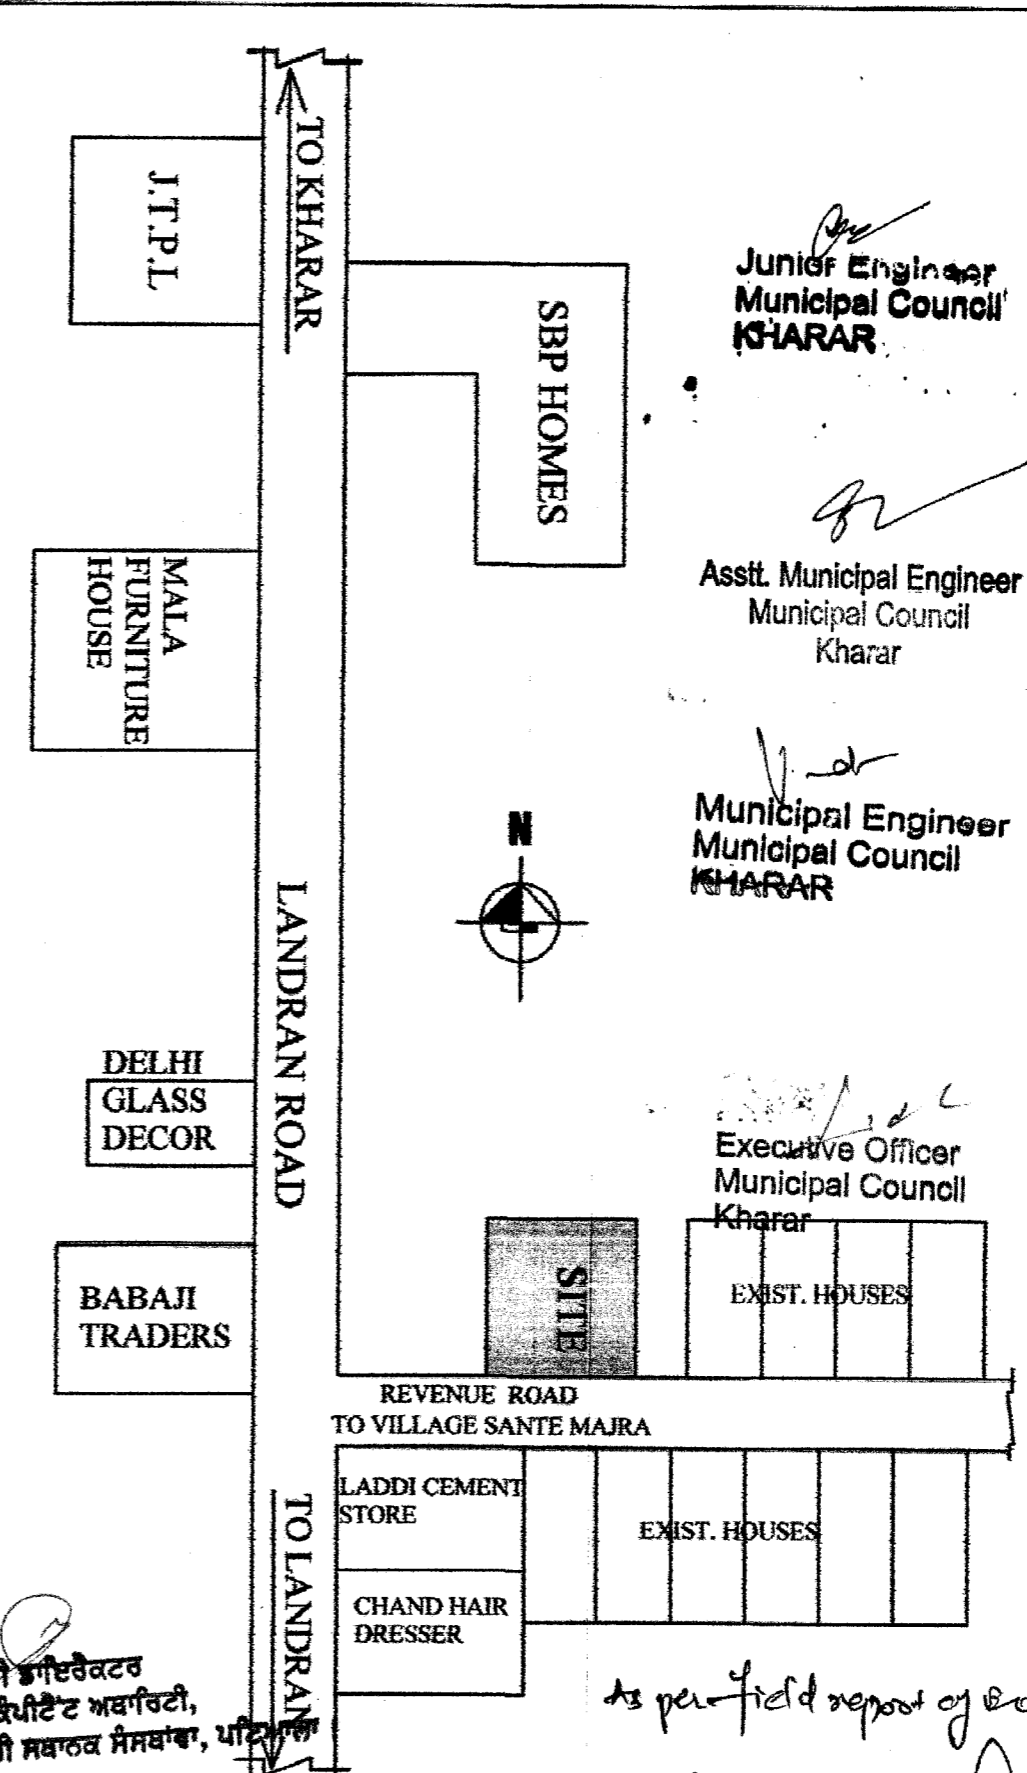 TO KHARAR
J.T.P.L
SBP HOMES
Junior Engineer
Municipal Council
KHARAR
Asstt. Municipal Engineer
Municipal Council
Kharar
MALA
FURNITURE
HOUSE
Municipal Engineer
Municipal Council
KHARAR
N
LANDRAN ROAD
DELHI
GLASS
DECOR
Executive Officer
Municipal Council
Kharar
BABAJI
TRADERS
SITE
EXIST. HOUSES
REVENUE ROAD
TO VILLAGE SANTE MAJRA
LADDI CEMENT
STORE
EXIST. HOUSES
TO LANDRAN
CHAND HAIR
DRESSER
ਡਾਇਰੈਕਟਰ
ਅਥਾਰਿਟੀ,
ਸਥਾਨਕ ਸੰਸਥਾਵਾਂ, ਪਟਿਆਲਾ
As per field report of